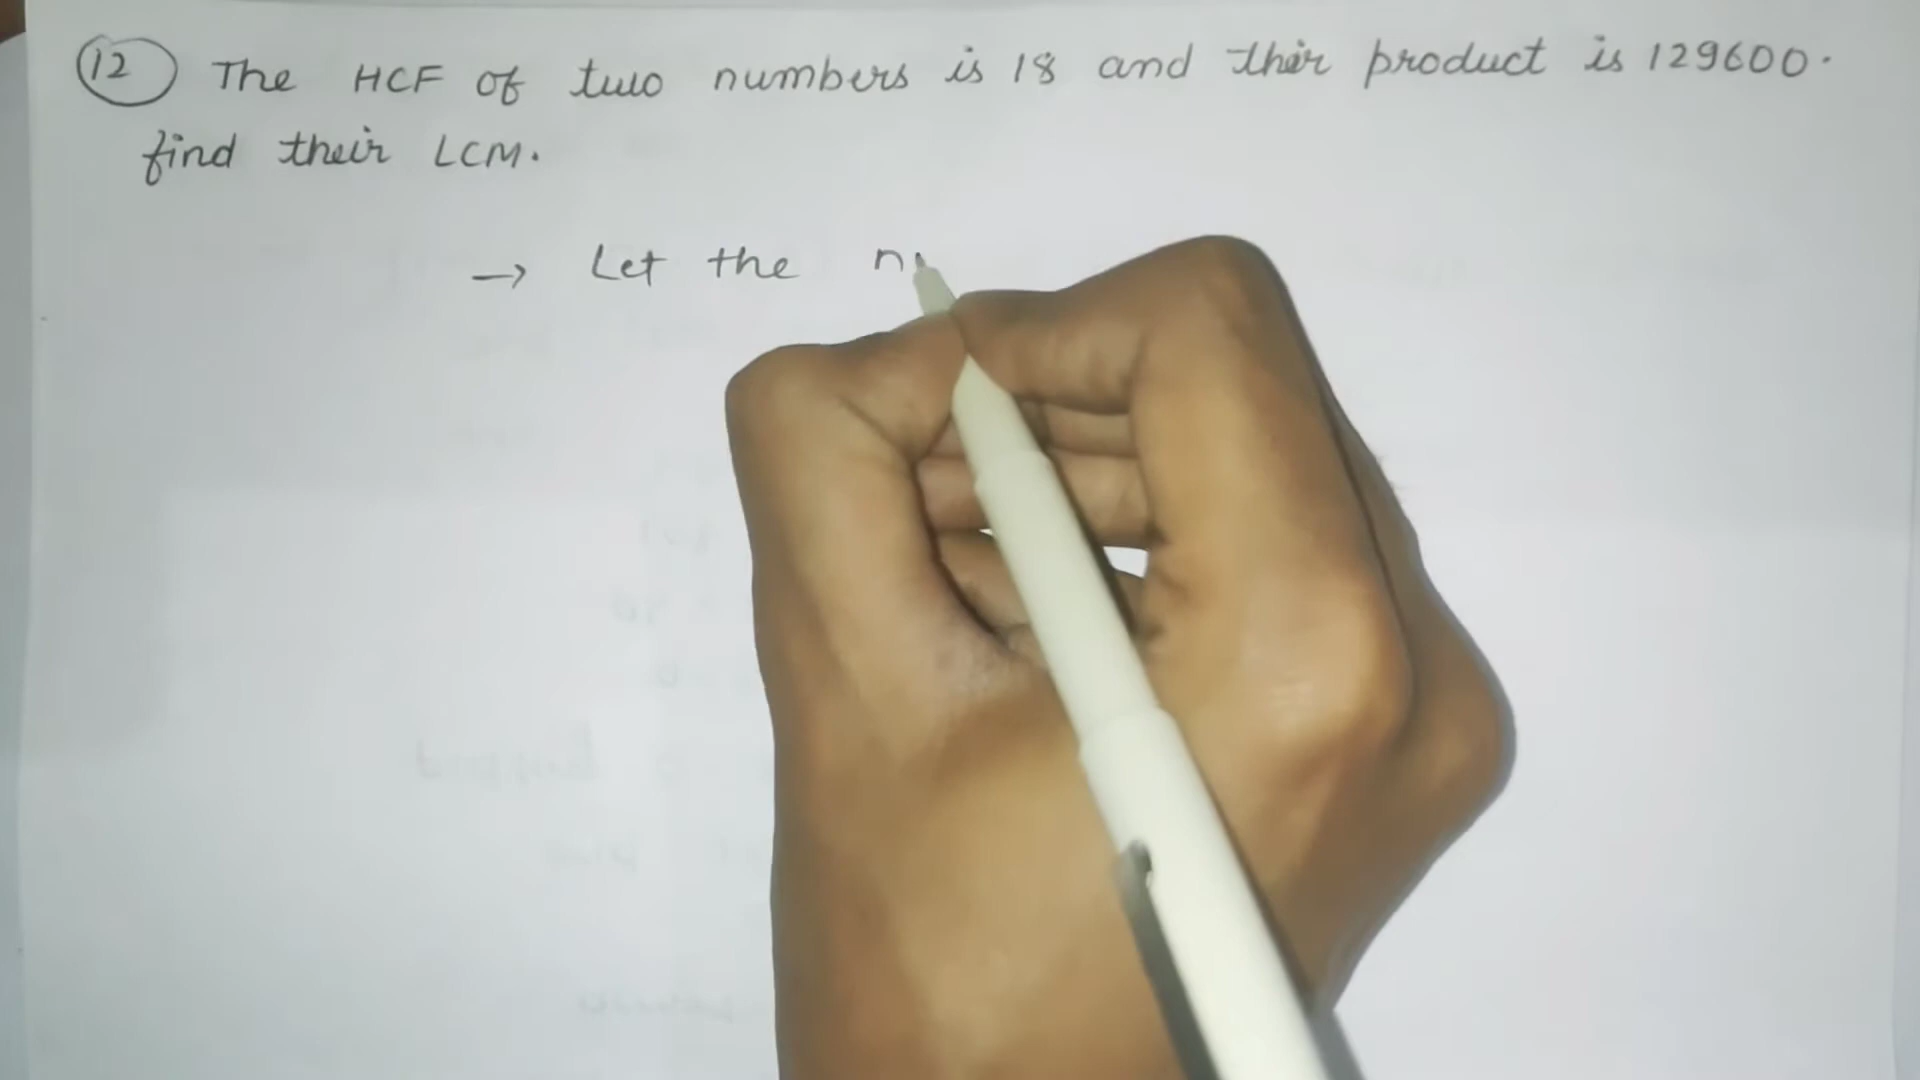 12 The HCF of two numbers is 18 and their product is 129600.
find their LCM.
→ Let the